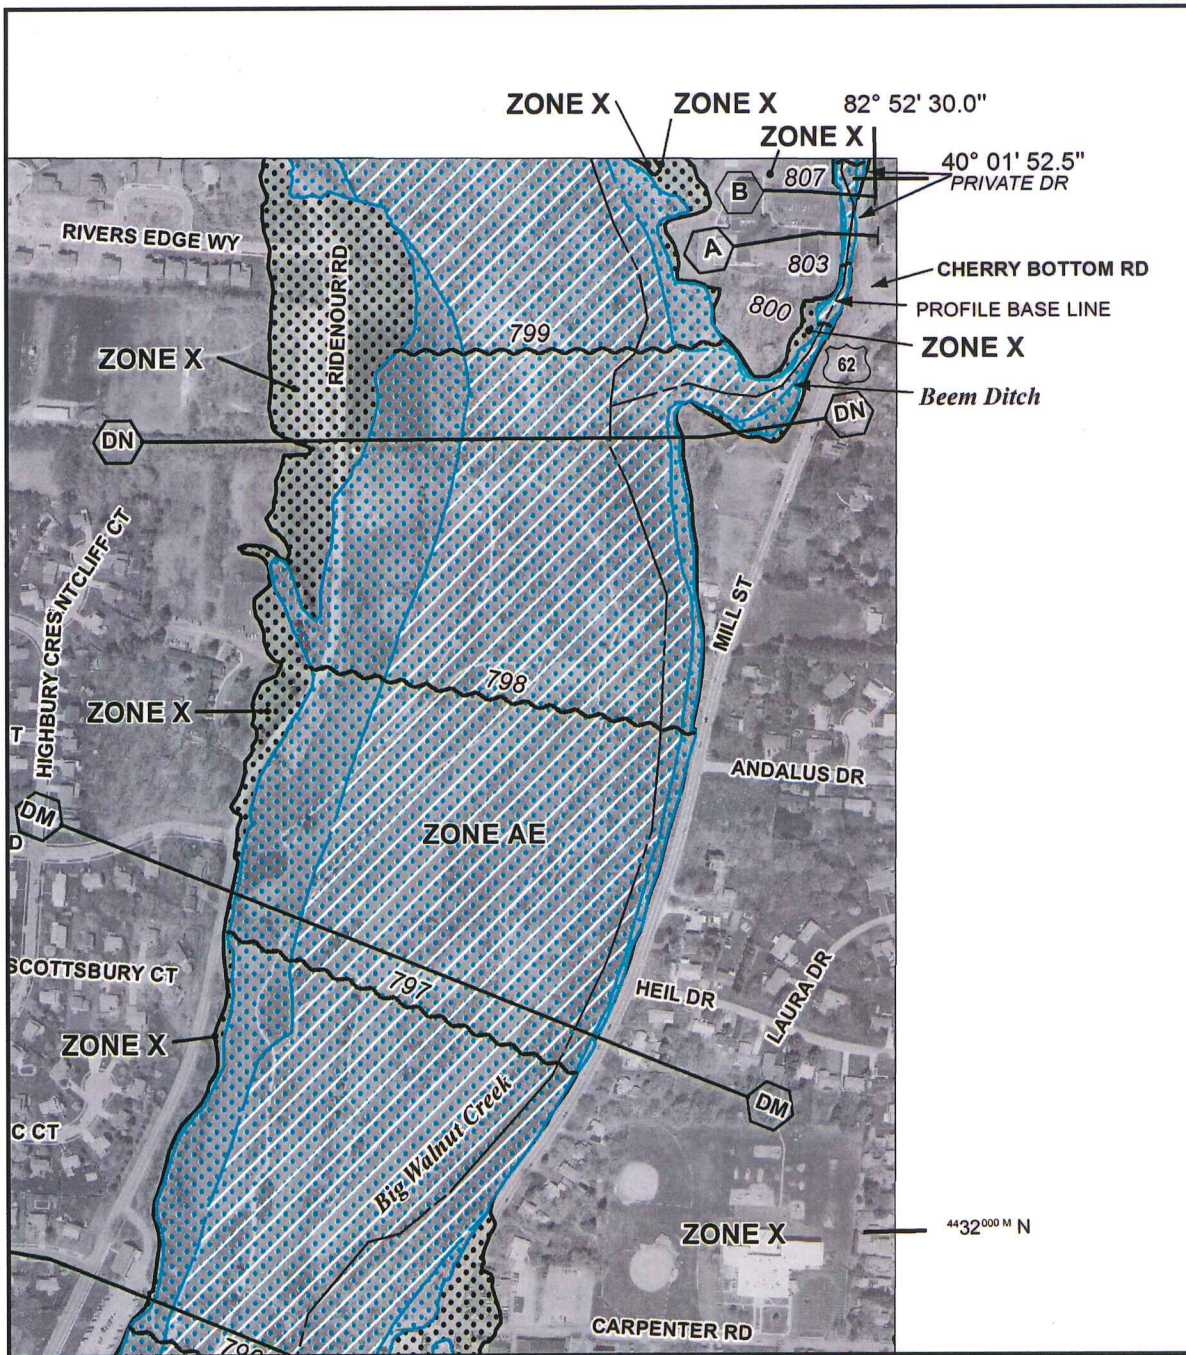 ZONE X
ZONE X
82° 52' 30.0"
ZONE X
40° 01' 52.5"
PRIVATE DR
B
807
RIVERS EDGE WY
RIDENOUR RD
A
803
CHERRY BOTTOM RD
800
PROFILE BASE LINE
799
ZONE X
ZONE X
62
Beem Ditch
DN
DN
HIGHBURY CRES
NTCLIFF CT
MILL ST
798
ZONE X
T
ANDALUS DR
DM
D
ZONE AE
SCOTTSBURY CT
797
HEIL DR
LAURA DR
ZONE X
DM
Big Walnut Creek
C CT
ZONE X
4432000 M N
CARPENTER RD